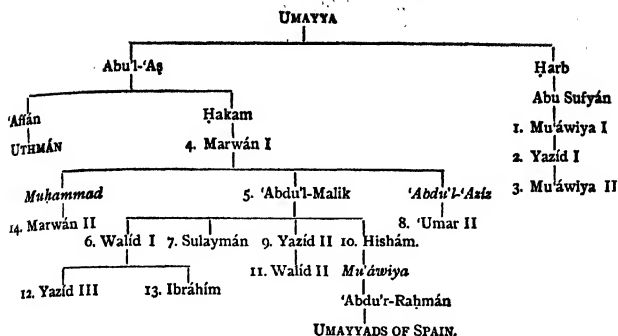 UMAYYA
Abu'l-‘Aṣ Ḥarb
‘Affán Ḥakam Abu Sufyán
UTHMÁN 4. Marwán I 1. Mu‘áwiya I
2. Yazíd I
Muḥammad 5. ‘Abdu'l-Malik ‘Abdu'l-‘Azíz 3. Mu‘áwiya II
14. Marwán II 8. ‘Umar II
6. Walíd I 7. Sulaymán 9. Yazíd II 10. Hishám.
12. Yazíd III 13. Ibráhím 11. Walíd II Mu‘áwiya
‘Abdu'r-Raḥmán
UMAYYADS OF SPAIN.